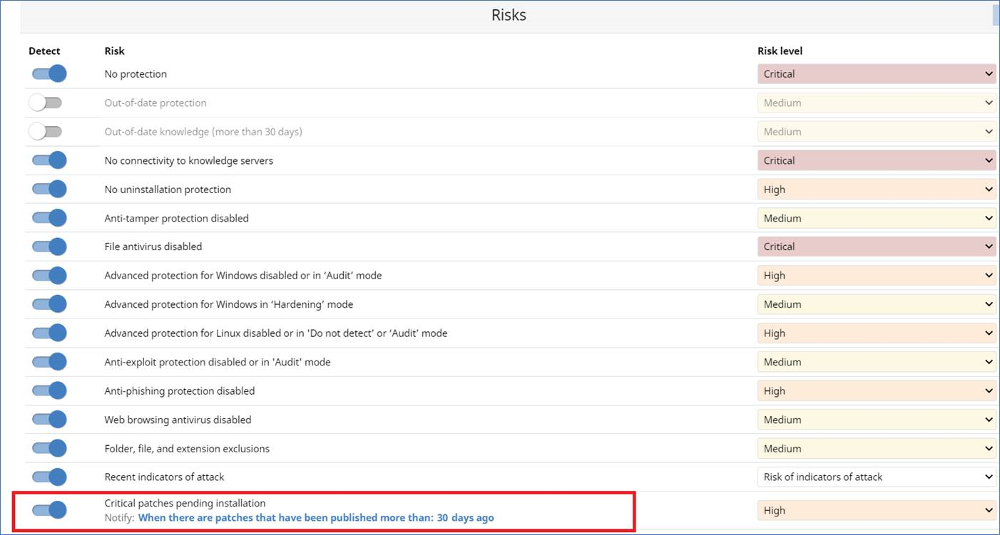 Risks
Detect Risk Risk level
No protection Critical
Out-of-date protection Medium
Out-of-date knowledge (more than 30 days) Medium
No connectivity to knowledge servers Critical
No uninstallation protection High
Anti-tamper protection disabled Medium
File antivirus disabled Critical
Advanced protection for Windows disabled or in ‘Audit’ mode High
Advanced protection for Windows in ‘Hardening’ mode Medium
Advanced protection for Linux disabled or in 'Do not detect’ or ‘Audit’ mode High
Anti-exploit protection disabled or in 'Audit' mode Medium
Anti-phishing protection disabled High
Web browsing antivirus disabled Medium
Folder, file, and extension exclusions Medium
Recent indicators of attack Risk of indicators of attack
Critical patches pending installation High
Notify: When there are patches that have been published more than: 30 days ago